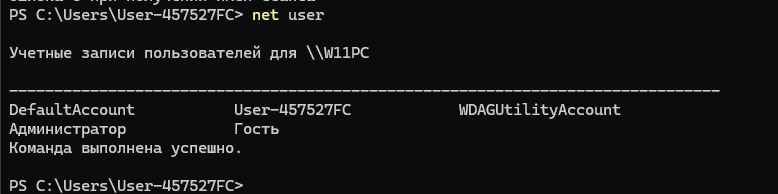 PS C:\Users\User-457527FC> net user
Учетные записи пользователей для \\W11PC
-------------------------------------------------------------------------------
DefaultAccount User-457527FC WDAGUtilityAccount
Администратор Гость
Команда выполнена успешно.
PS C:\Users\User-457527FC>